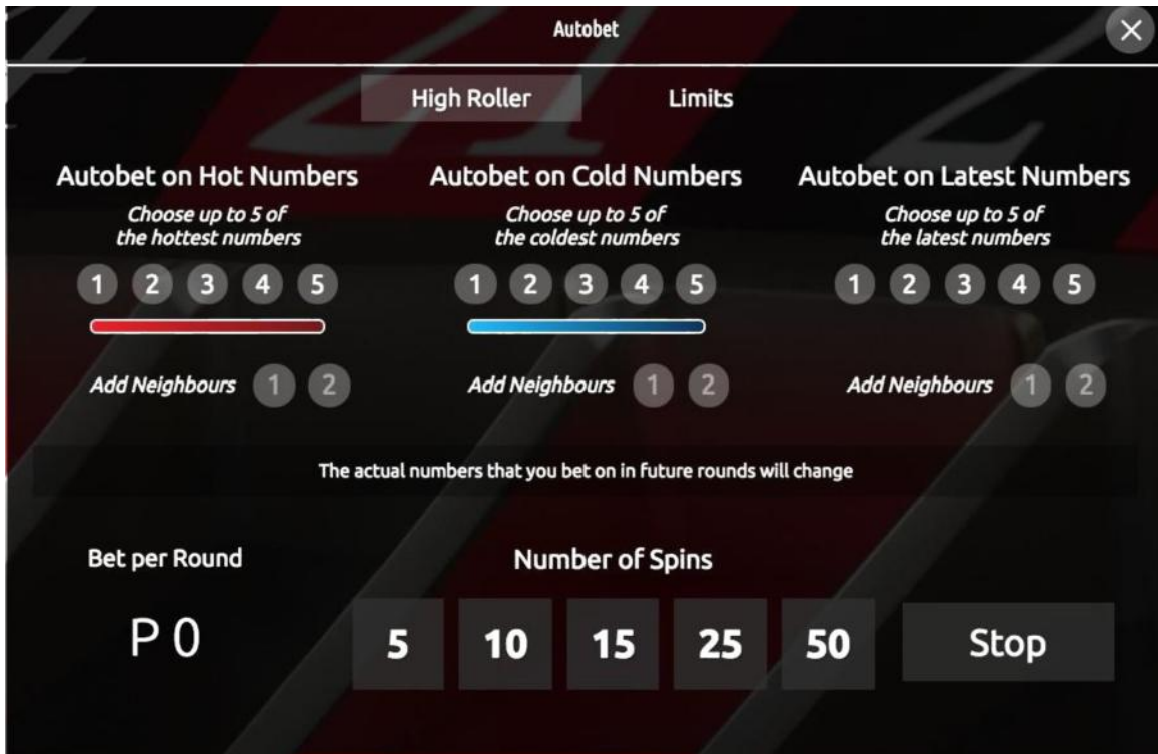 Autobet
High Roller Limits
Autobet on Hot Numbers Autobet on Cold Numbers Autobet on Latest Numbers
Choose up to 5 of Choose up to 5 of Choose up to 5 of
the hottest numbers the coldest numbers the latest numbers
1 2 3 4 5 1 2 3 4 5 1 2 3 4 5
Add Neighbours 1 2 Add Neighbours 1 2 Add Neighbours 1 2
The actual numbers that you bet on in future rounds will change
Bet per Round Number of Spins
P 0 5 10 15 25 50 Stop